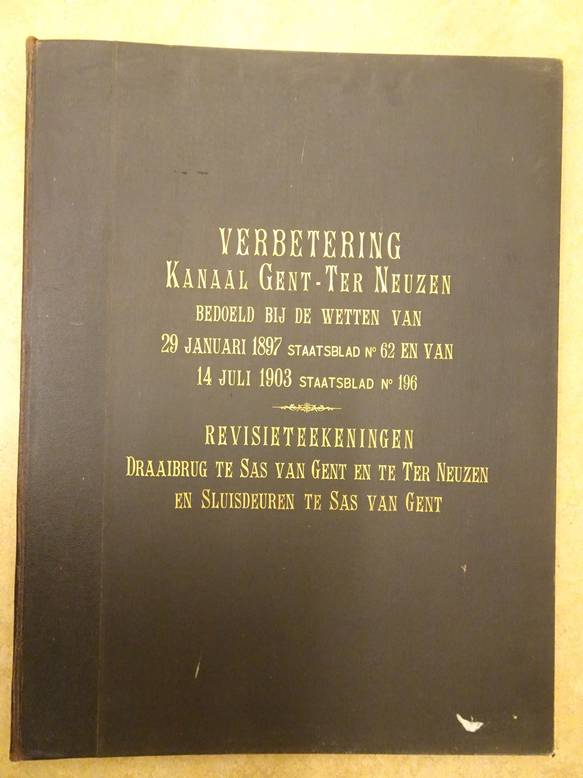 VERBETERING
KANAAL GENT-TER NEUZEN
BEDOELD BIJ DE WETTEN VAN
29 JANUARI 1897 STAATSBLAD Nº 62 EN VAN
14 JULI 1903 STAATSBLAD Nº 196
REVISIETEEKENINGEN
DRAAIBRUG TE SAS VAN GENT EN TE TER NEUZEN
EN SLUISDEUREN TE SAS VAN GENT